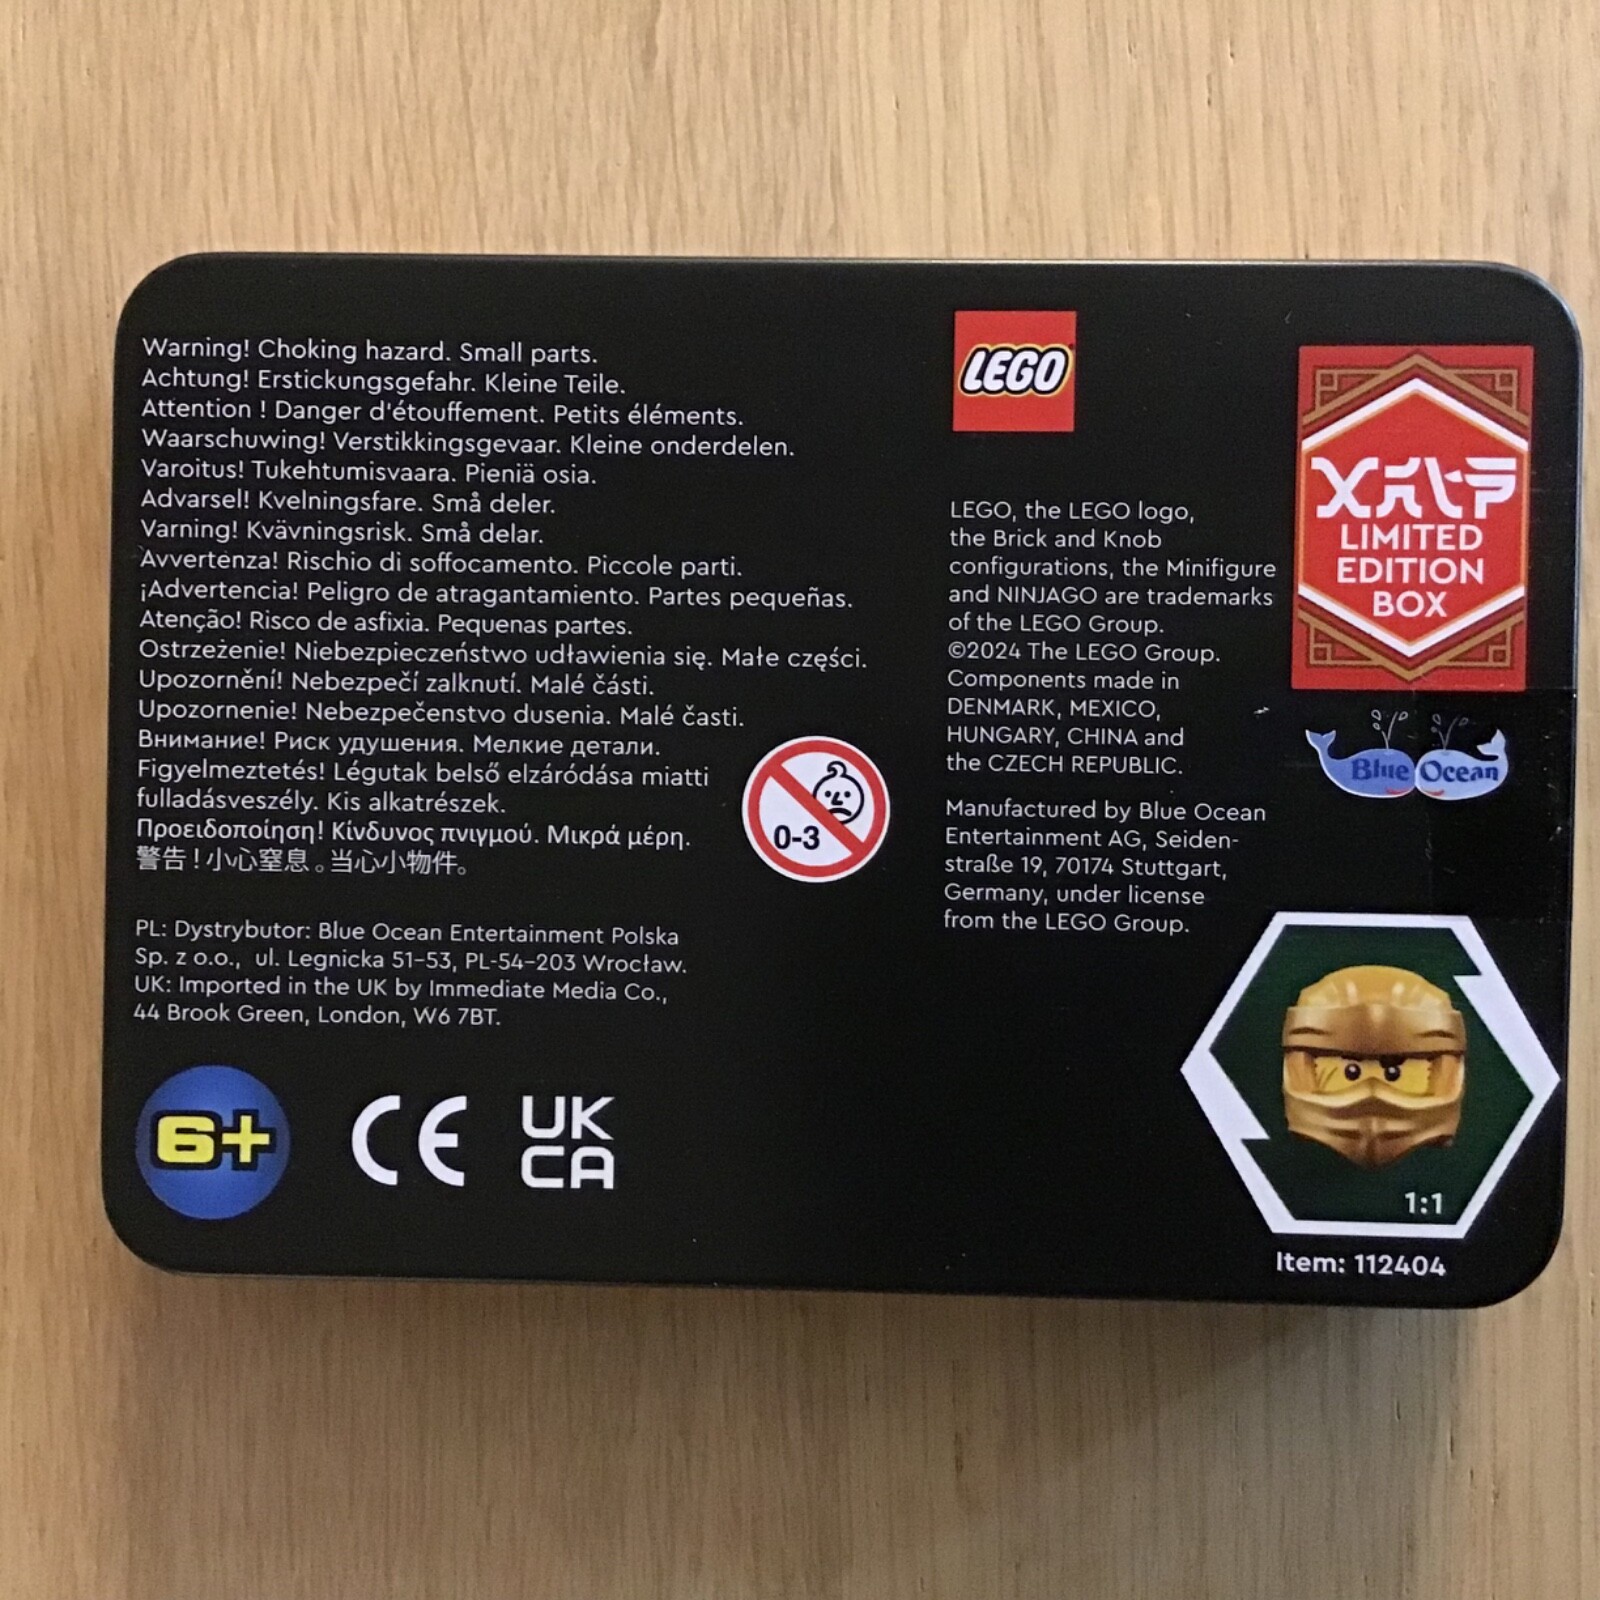 Warning! Choking hazard. Small parts.
Achtung! Erstickungsgefahr. Kleine Teile.
Attention ! Danger d'étouffement. Petits éléments.
Waarschuwing! Verstikkingsgevaar. Kleine onderdelen.
Varoitus! Tukehtumisvaara. Pieniä osia.
Advarsel! Kvelningsfare. Små deler.
Varning! Kvävningsrisk. Små delar.
Avvertenza! Rischio di soffocamento. Piccole parti.
¡Advertencia! Peligro de atragantamiento. Partes pequeñas.
Atenção! Risco de asfixia. Pequenas partes.
Ostrzeżenie! Niebezpieczeństwo udławienia się. Małe części.
Upozornění! Nebezpečí zalknutí. Malé části.
Upozornenie! Nebezpečenstvo dusenia. Malé časti.
Внимание! Риск удушения. Мелкие детали.
Figyelmeztetés! Légutak belső elzáródása miatti
fulladásveszély. Kis alkatrészek.
Προειδοποίηση! Κίνδυνος πνιγμού. Μικρά μέρη.
警告！小心窒息。当心小物件。
0-3
PL: Dystrybutor: Blue Ocean Entertainment Polska
Sp. z o.o., ul. Legnicka 51-53, PL-54-203 Wrocław.
UK: Imported in the UK by Immediate Media Co.,
44 Brook Green, London, W6 7BT.
6+
CE
UK
CA
LEGO
LEGO, the LEGO logo,
the Brick and Knob
configurations, the Minifigure
and NINJAGO are trademarks
of the LEGO Group.
©2024 The LEGO Group.
Components made in
DENMARK, MEXICO,
HUNGARY, CHINA and
the CZECH REPUBLIC.
Manufactured by Blue Ocean
Entertainment AG, Seiden-
straße 19, 70174 Stuttgart,
Germany, under license
from the LEGO Group.
LIMITED
EDITION
BOX
Blue Ocean
1:1
Item: 112404